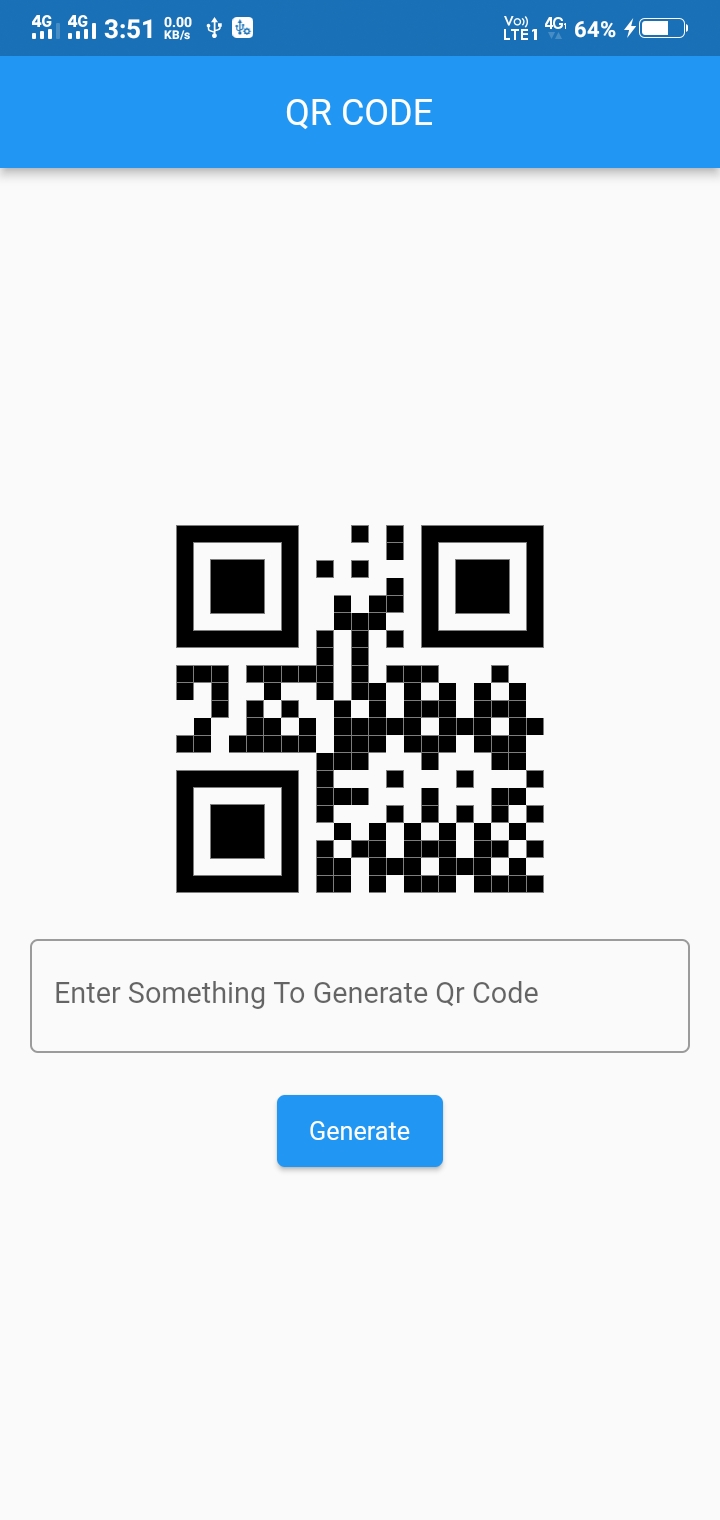 4G 4G 3:51 0.00 KB/s Vo)) LTE1 4G 64%
QR CODE
Enter Something To Generate Qr Code
Generate